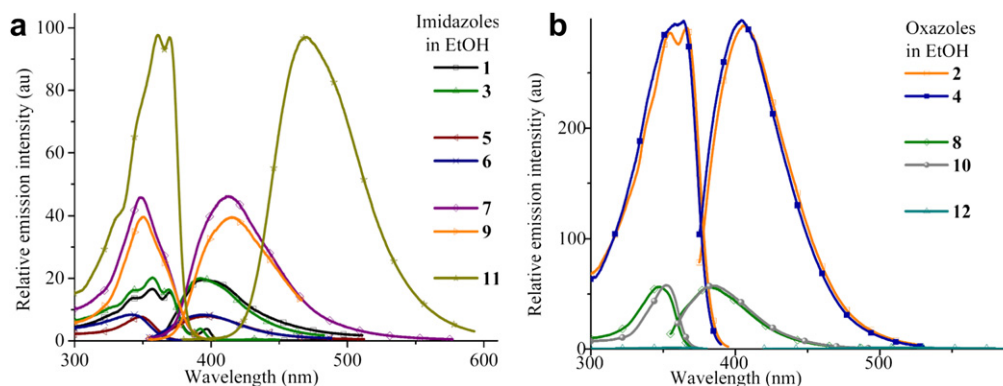 a
Imidazoles
in EtOH
1
3
5
6
7
9
11
Relative emission intensity (au)
100
80
60
40
20
0
300
400
500
600
Wavelength (nm)
b
Oxazoles
in EtOH
2
4
8
10
12
Relative emission intensitiy (au)
200
100
0
300
400
500
Wavelength (nm)